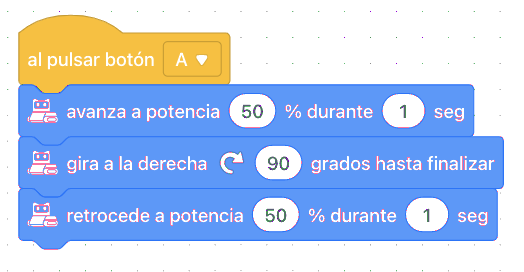 al pulsar botón A
avanza a potencia 50 % durante 1 seg
gira a la derecha 90 grados hasta finalizar
retrocede a potencia 50 % durante 1 seg